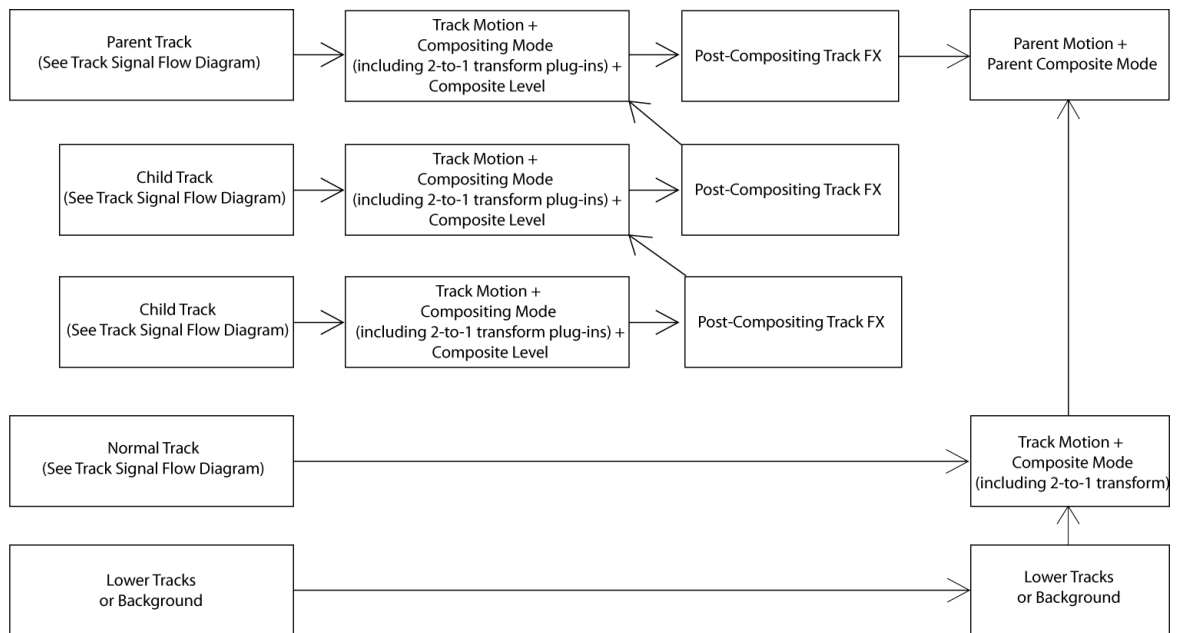 Parent Track
(See Track Signal Flow Diagram)
Track Motion +
Compositing Mode
(including 2-to-1 transform plug-ins) +
Composite Level
Post-Compositing Track FX
Parent Motion +
Parent Composite Mode
Child Track
(See Track Signal Flow Diagram)
Track Motion +
Compositing Mode
(including 2-to-1 transform plug-ins) +
Composite Level
Post-Compositing Track FX
Child Track
(See Track Signal Flow Diagram)
Track Motion +
Compositing Mode
(including 2-to-1 transform plug-ins) +
Composite Level
Post-Compositing Track FX
Normal Track
(See Track Signal Flow Diagram)
Track Motion +
Composite Mode
(including 2-to-1 transform)
Lower Tracks
or Background
Lower Tracks
or Background